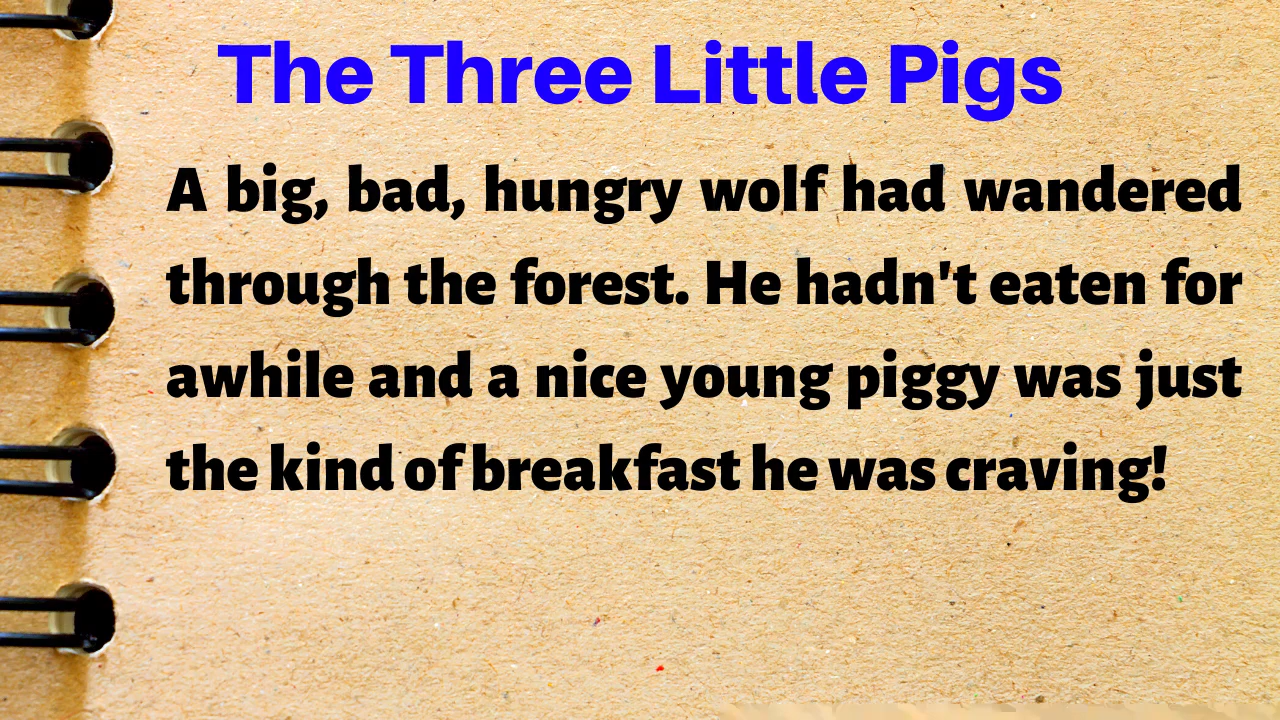 The Three Little Pigs
A big, bad, hungry wolf had wandered
through the forest. He hadn't eaten for
awhile and a nice young piggy was just
the kind of breakfast he was craving!